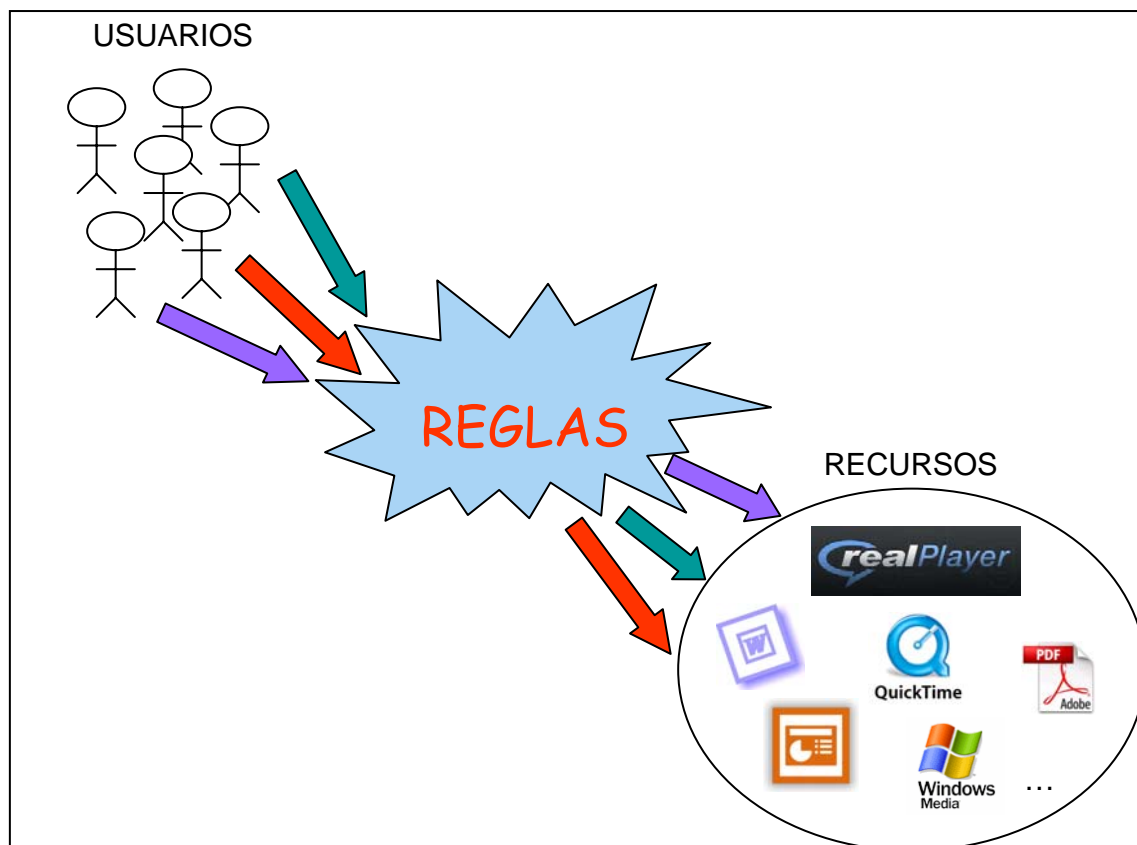 USUARIOS
REGLAS
RECURSOS
realPlayer
W
QuickTime
PDF
Adobe
Windows
Media
...